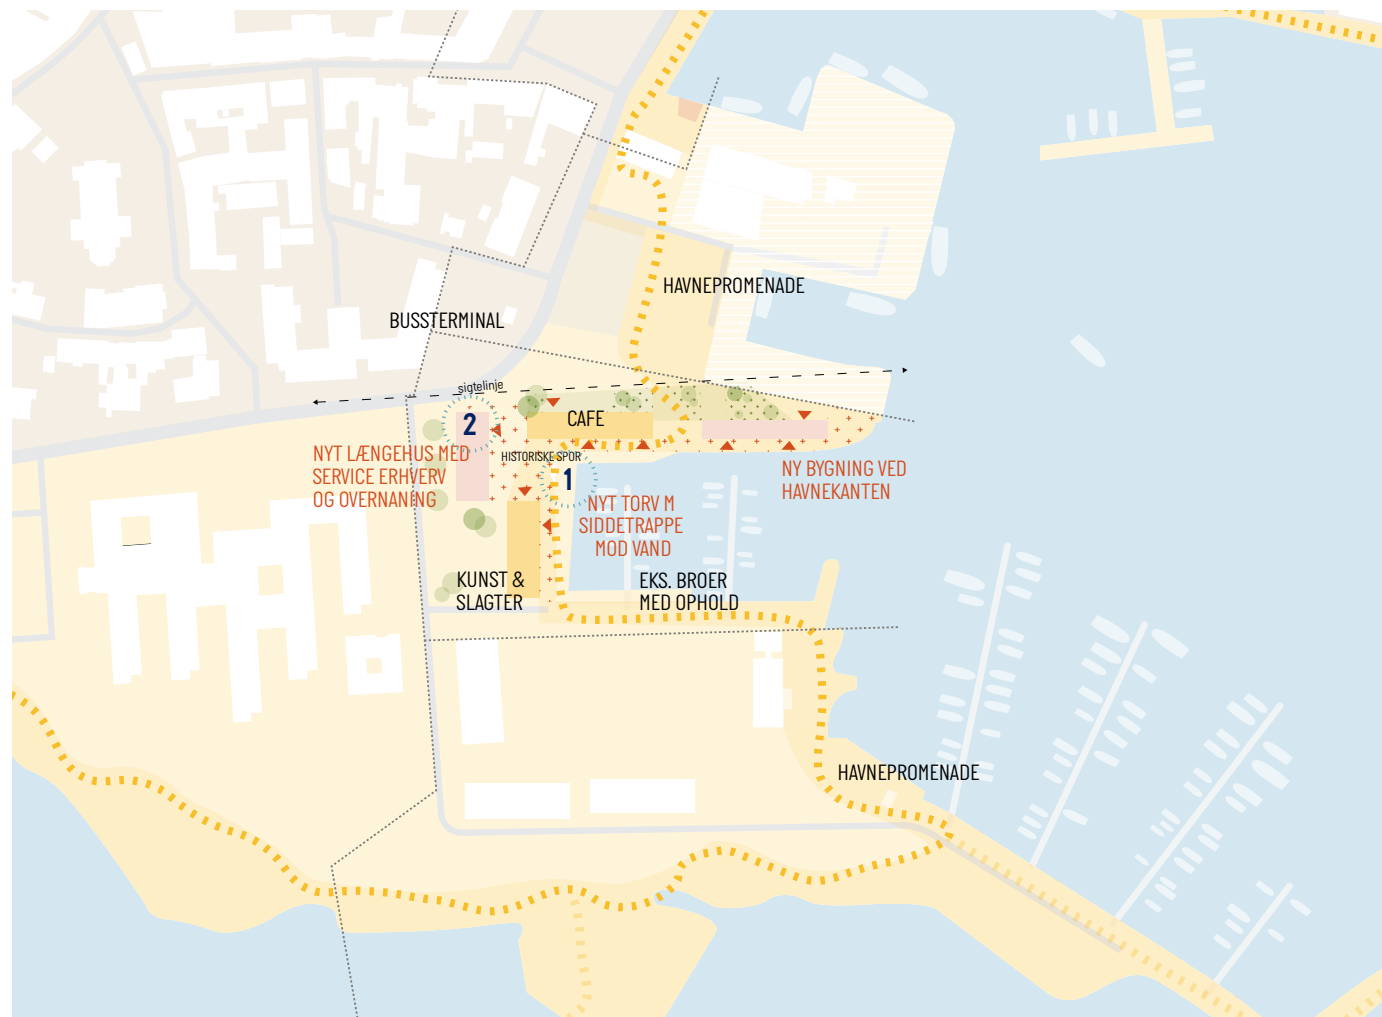 HAVNEPROMENADE
BUSSTERMINAL
sigtelinje
2
CAFE
NYT LÆNGEHUS MED
SERVICE ERHVERV
OG OVERNANING
HISTORISKE SPOR
1
NY BYGNING VED
HAVNEKANTEN
NYT TORV M
SIDDETRAPPE
MOD VAND
KUNST &
SLAGTER
EKS. BROER
MED OPHOLD
HAVNEPROMENADE